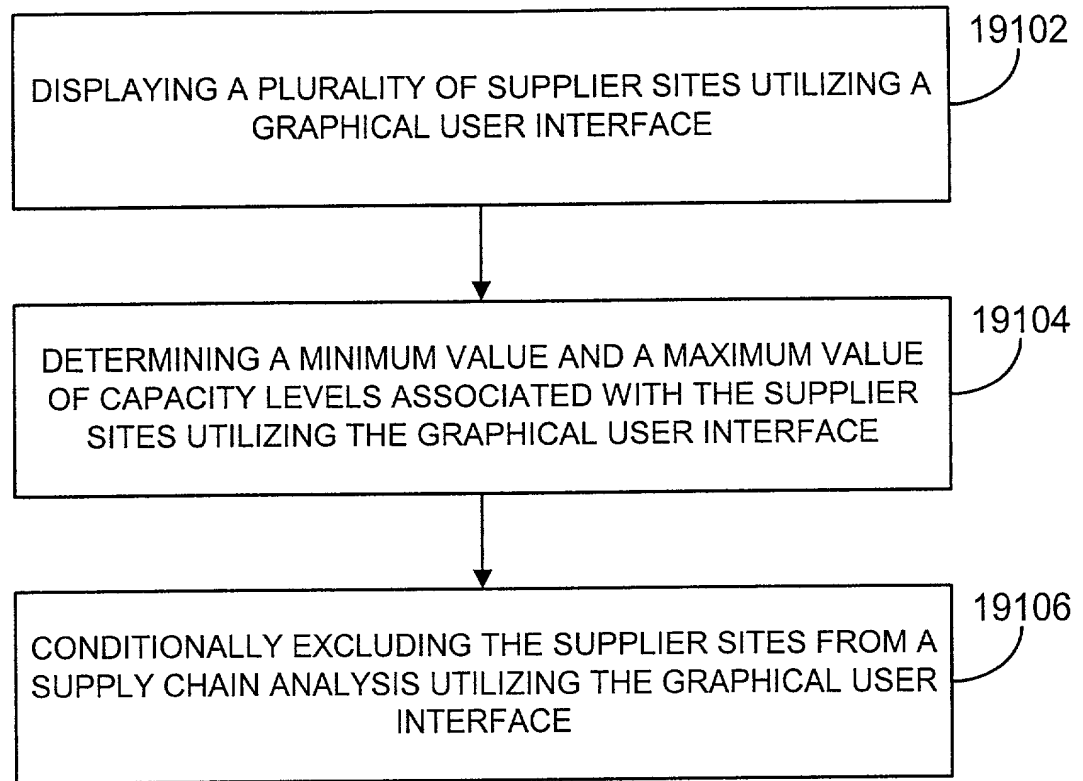 19102
DISPLAYING A PLURALITY OF SUPPLIER SITES UTILIZING A
GRAPHICAL USER INTERFACE
19104
DETERMINING A MINIMUM VALUE AND A MAXIMUM VALUE
OF CAPACITY LEVELS ASSOCIATED WITH THE SUPPLIER
SITES UTILIZING THE GRAPHICAL USER INTERFACE
19106
CONDITIONALLY EXCLUDING THE SUPPLIER SITES FROM A
SUPPLY CHAIN ANALYSIS UTILIZING THE GRAPHICAL USER
INTERFACE